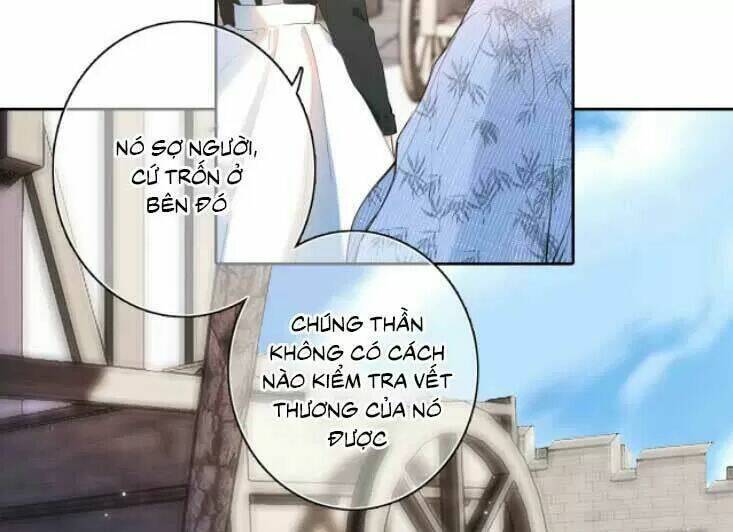 NÓ SỢ NGƯỜI,
CỨ TRỐN Ở
BÊN ĐÓ
CHÚNG THẦN
KHÔNG CÓ CÁCH
NÀO KIỂM TRA VẾT
THƯƠNG CỦA NÓ
ĐƯỢC